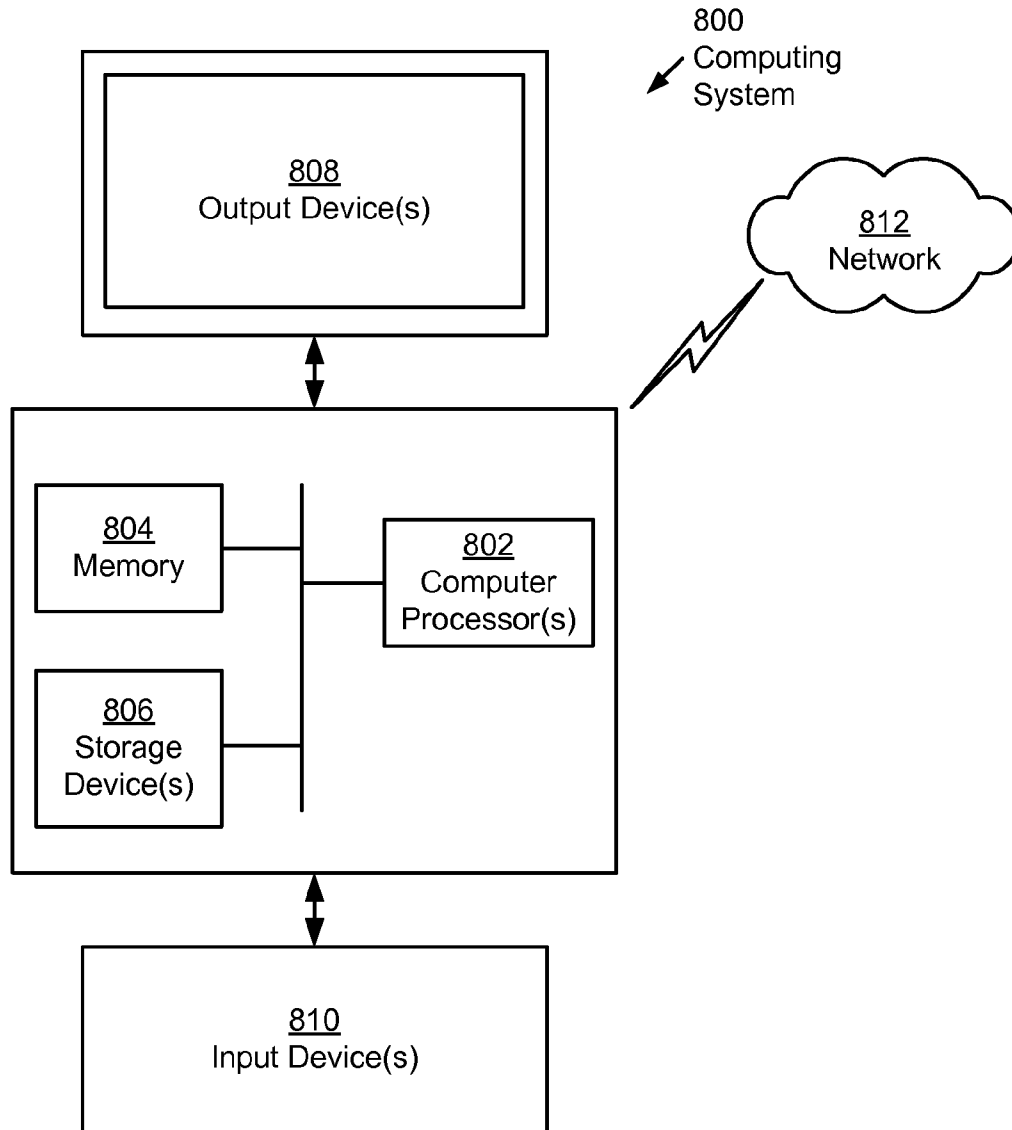 800
Computing
System
808
Output Device(s)
812
Network
804
Memory
802
Computer
Processor(s)
806
Storage
Device(s)
810
Input Device(s)